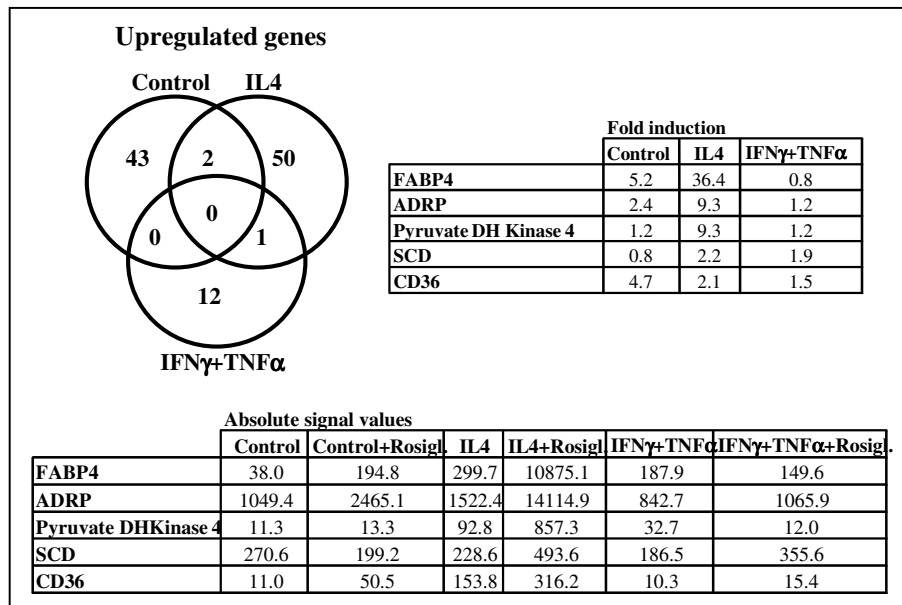 Upregulated genes
Control IL4
43 2 50
0
0 1
12
IFNγ+TNFα
Fold induction
Control IL4 IFNγ+TNFα
FABP4 5.2 36.4 0.8
ADRP 2.4 9.3 1.2
Pyruvate DH Kinase 4 1.2 9.3 1.2
SCD 0.8 2.2 1.9
CD36 4.7 2.1 1.5
Absolute signal values
Control Control+Rosigl. IL4 IL4+Rosigl. IFNγ+TNFα IFNγ+TNFα+Rosigl.
FABP4 38.0 194.8 299.7 10875.1 187.9 149.6
ADRP 1049.4 2465.1 1522.4 14114.9 842.7 1065.9
Pyruvate DHKinase 4 11.3 13.3 92.8 857.3 32.7 12.0
SCD 270.6 199.2 228.6 493.6 186.5 355.6
CD36 11.0 50.5 153.8 316.2 10.3 15.4